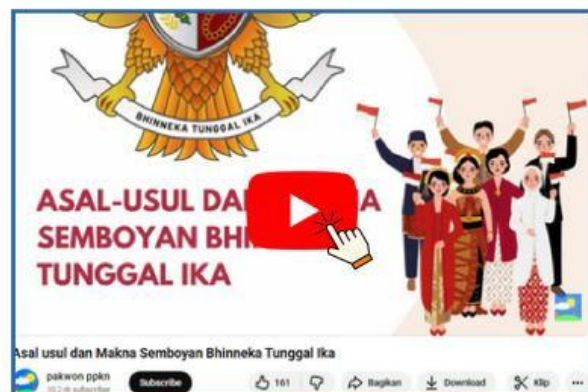 BHINNEKA TUNGGAL IKA
ASAL-USUL DA A
SEMBOYAN BHI
TUNGGAL IKA
Asal usul dan Makna Semboyan Bhinneka Tunggal Ika
pakwon ppkn
Subscribe
161
Bagikan
Download
Klip